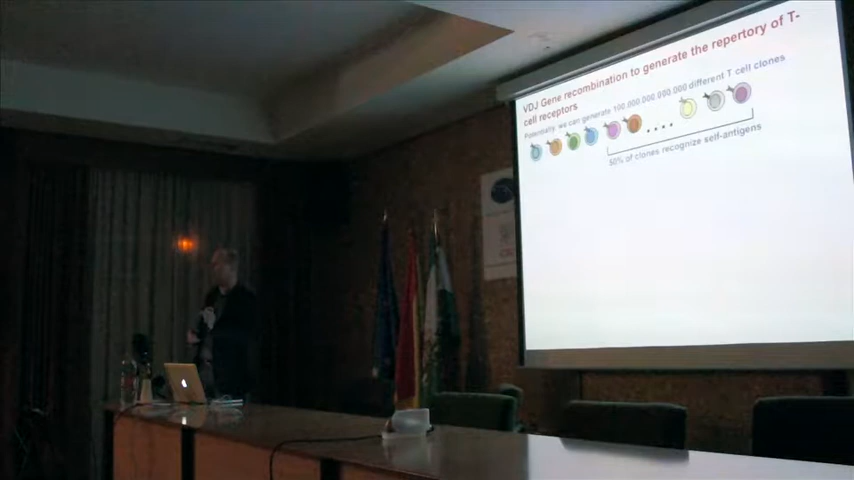 VDJ Gene recombination to generate the repertory of T-
cell receptors
Potentialy, we can generate 100.000.000.000.000 different T cell clones
50% of clones recognize self-antigens